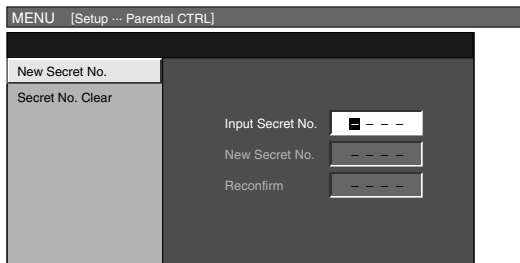 MENU [Setup ··· Parental CTRL]
New Secret No.
Secret No. Clear
Input Secret No. – – – –
New Secret No. – – – –
Reconfirm – – – –